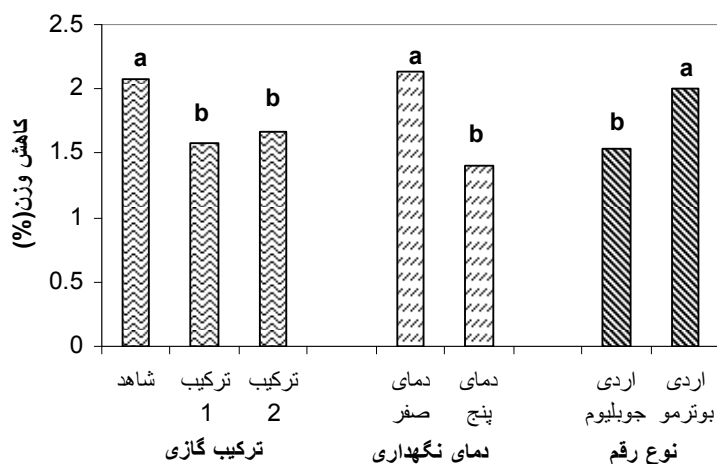 2.5
2
1.5
1
0.5
0
کاهش وزن(%)
a
b
b
a
b
b
a
شاهد
ترکیب
1
ترکیب
2
دمای
صفر
دمای
پنج
اردی
جوبلیوم
اردی
بوترمو
ترکیب گازی
دمای نگهداری
نوع رقم